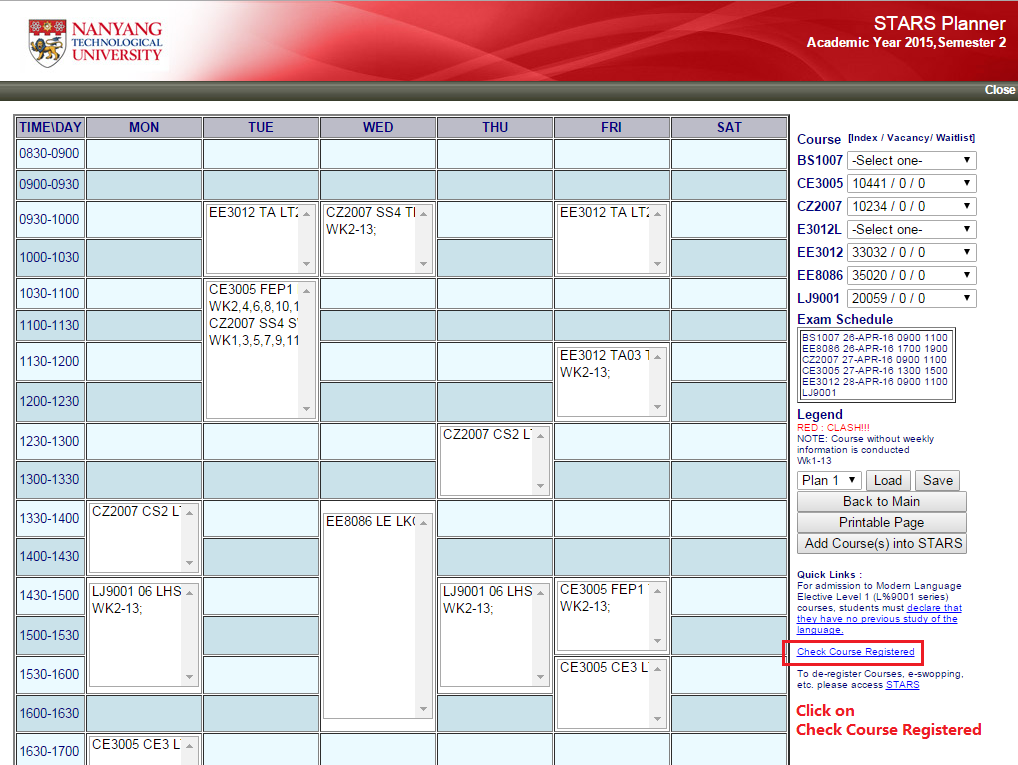 NANYANG
TECHNOLOGICAL
UNIVERSITY
STARS Planner
Academic Year 2015, Semester 2
Close
TIME\DAY MON TUE WED THU FRI SAT
0830-0900
0900-0930
0930-1000
EE3012 TA LT2
CZ2007 SS4
WK2-13;
EE3012 TA LT2
1000-1030
1030-1100
CE3005 FEP1
WK2,4,6,8,10,1
CZ2007 SS4 S
WK1,3,5,7,9,11
1100-1130
1130-1200
EE3012 TA03
WK2-13;
1200-1230
1230-1300
CZ2007 CS2
1300-1330
1330-1400
CZ2007 CS2
EE8086 LE LK
1400-1430
1430-1500
LJ9001 06 LHS
WK2-13;
LJ9001 06 LHS
WK2-13;
CE3005 FEP1
WK2-13;
1500-1530
1530-1600
CE3005 CE3
1600-1630
1630-1700
CE3005 CE3
Course [Index / Vacancy/ Waitlist]
BS1007 -Select one-
CE3005 10441 / 0 / 0
CZ2007 10234 / 0 / 0
E3012L -Select one-
EE3012 33032 / 0 / 0
EE8086 35020 / 0 / 0
LJ9001 20059 / 0 / 0
Exam Schedule
BS1007 26-APR-16 0900 1100
EE8086 26-APR-16 1700 1900
CZ2007 27-APR-16 0900 1100
CE3005 27-APR-16 1300 1500
EE3012 28-APR-16 0900 1100
LJ9001
Legend
RED : CLASH!!!
NOTE: Course without weekly
information is conducted
Wk1-13
Plan 1 Load Save
Back to Main
Printable Page
Add Course(s) into STARS
Quick Links :
For admission to Modern Language
Elective Level 1 (L%9001 series)
courses, students must declare that
they have no previous study of the
language.
Check Course Registered
To de-register Courses, e-swopping,
etc. please access STARS
Click on
Check Course Registered